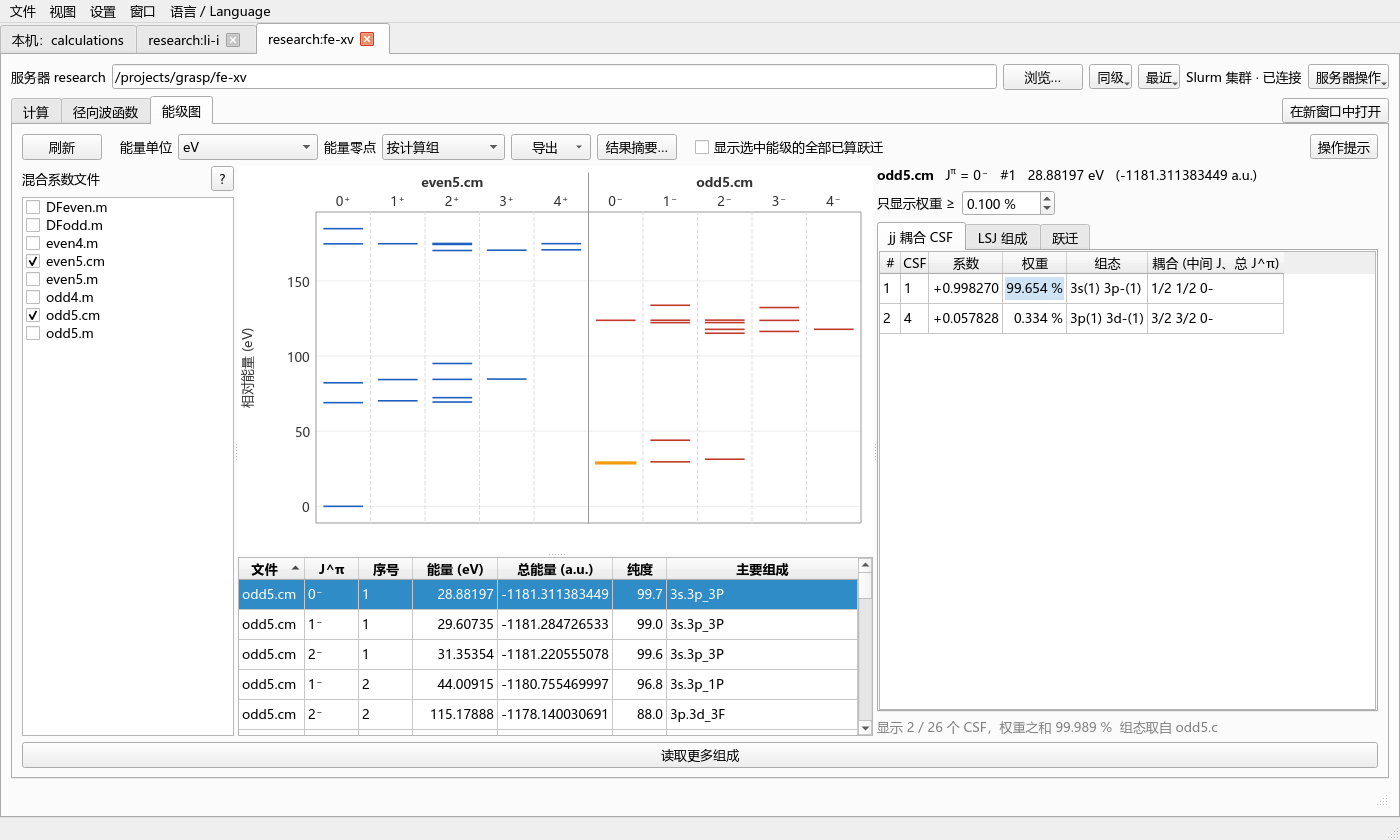 文件 视图 设置 窗口 语言 / Language
本机: calculations research:li-i research:fe-xv
服务器 research /projects/grasp/fe-xv 浏览... 同级 最近 Slurm 集群 · 已连接 服务器操作
计算 径向波函数 能级图 在新窗口中打开
刷新 能量单位 eV 能量零点 按计算组 导出 结果摘要... 显示选中能级的全部已算跃迁 操作提示
混合系数文件 ?
DFeven.m
DFodd.m
even4.m
even5.cm
even5.m
odd4.m
odd5.cm
odd5.m
even5.cm odd5.cm
0⁺ 1⁺ 2⁺ 3⁺ 4⁺ 0⁻ 1⁻ 2⁻ 3⁻ 4⁻
相对能量 (eV)
150
100
50
0
文件 J^π 序号 能量 (eV) 总能量 (a.u.) 纯度 主要组成
odd5.cm 0⁻ 1 28.88197 -1181.311383449 99.7 3s.3p_3P
odd5.cm 1⁻ 1 29.60735 -1181.284726533 99.0 3s.3p_3P
odd5.cm 2⁻ 1 31.35354 -1181.220555078 99.6 3s.3p_3P
odd5.cm 1⁻ 2 44.00915 -1180.755469997 96.8 3s.3p_1P
odd5.cm 2⁻ 2 115.17888 -1178.140030691 88.0 3p.3d_3F
odd5.cm Jᵖⁱ = 0⁻ #1 28.88197 eV (-1181.311383449 a.u.)
只显示权重 ≥ 0.100 %
jj 耦合 CSF LSJ 组成 跃迁
# CSF 系数 权重 组态 耦合 (中间 J、总 J^π)
1 1 +0.998270 99.654 % 3s(1) 3p-(1) 1/2 1/2 0-
2 4 +0.057828 0.334 % 3p(1) 3d-(1) 3/2 3/2 0-
显示 2 / 26 个 CSF，权重之和 99.989 % 组态取自 odd5.c
读取更多组成